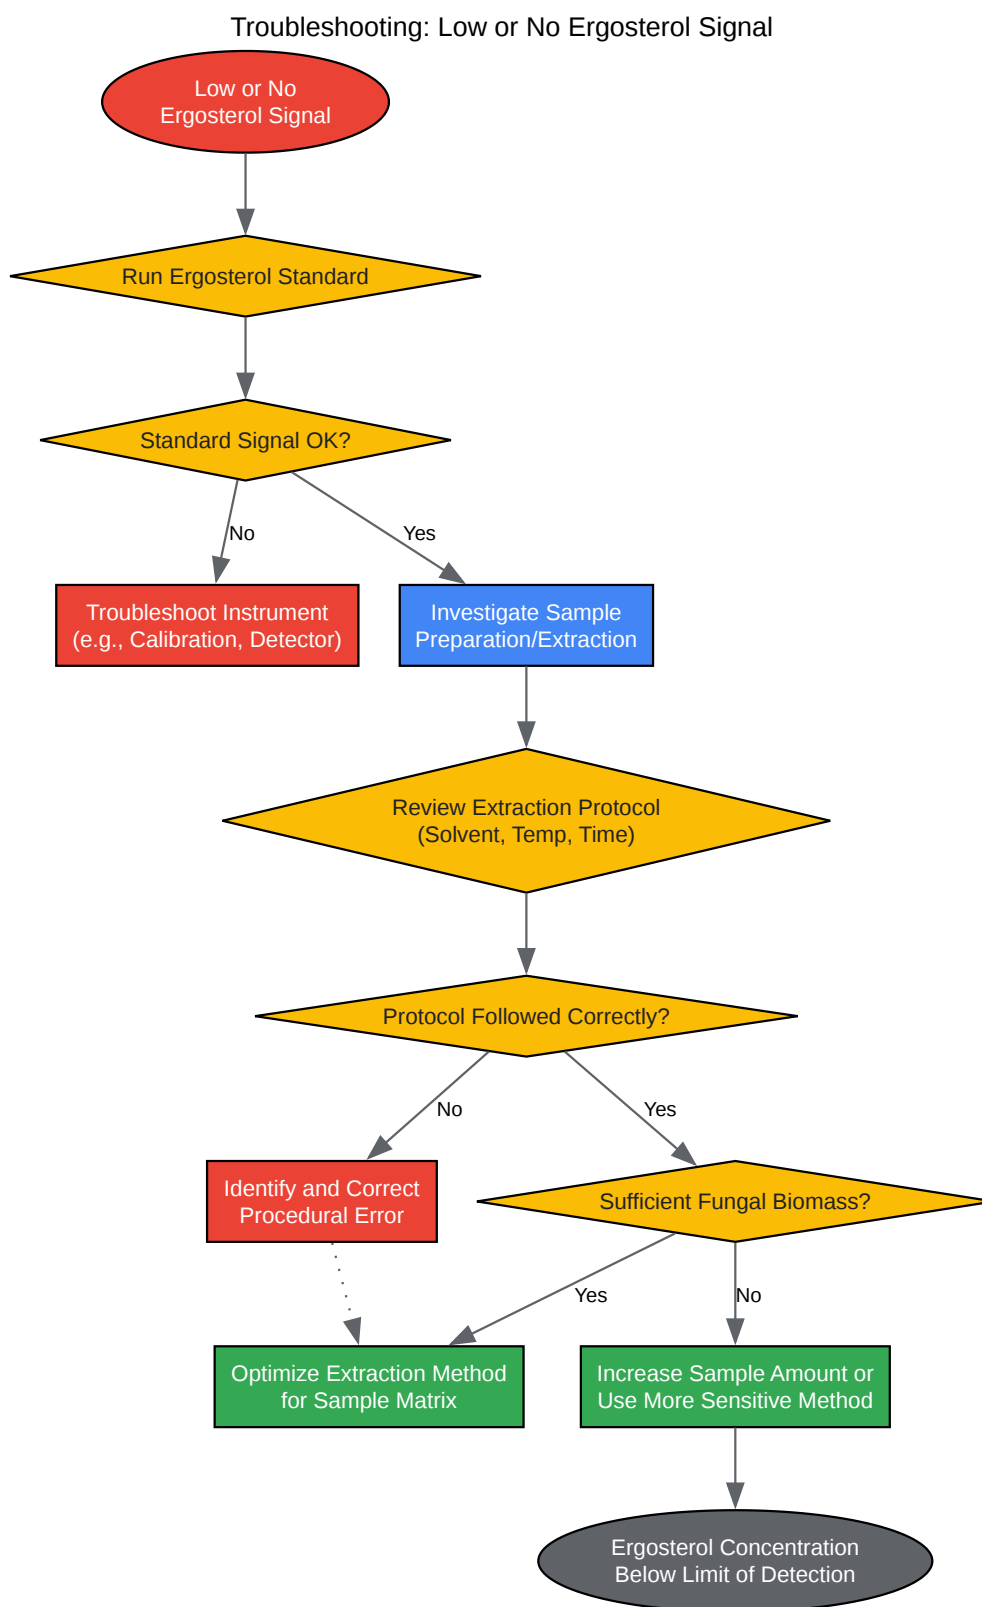 Troubleshooting: Low or No Ergosterol Signal
Low or No
Ergosterol Signal
Run Ergosterol Standard
Standard Signal OK?
No
Yes
Troubleshoot Instrument
(e.g., Calibration, Detector)
Investigate Sample
Preparation/Extraction
Review Extraction Protocol
(Solvent, Temp, Time)
Protocol Followed Correctly?
No
Yes
Identify and Correct
Procedural Error
Sufficient Fungal Biomass?
Yes
No
Optimize Extraction Method
for Sample Matrix
Increase Sample Amount or
Use More Sensitive Method
Ergosterol Concentration
Below Limit of Detection